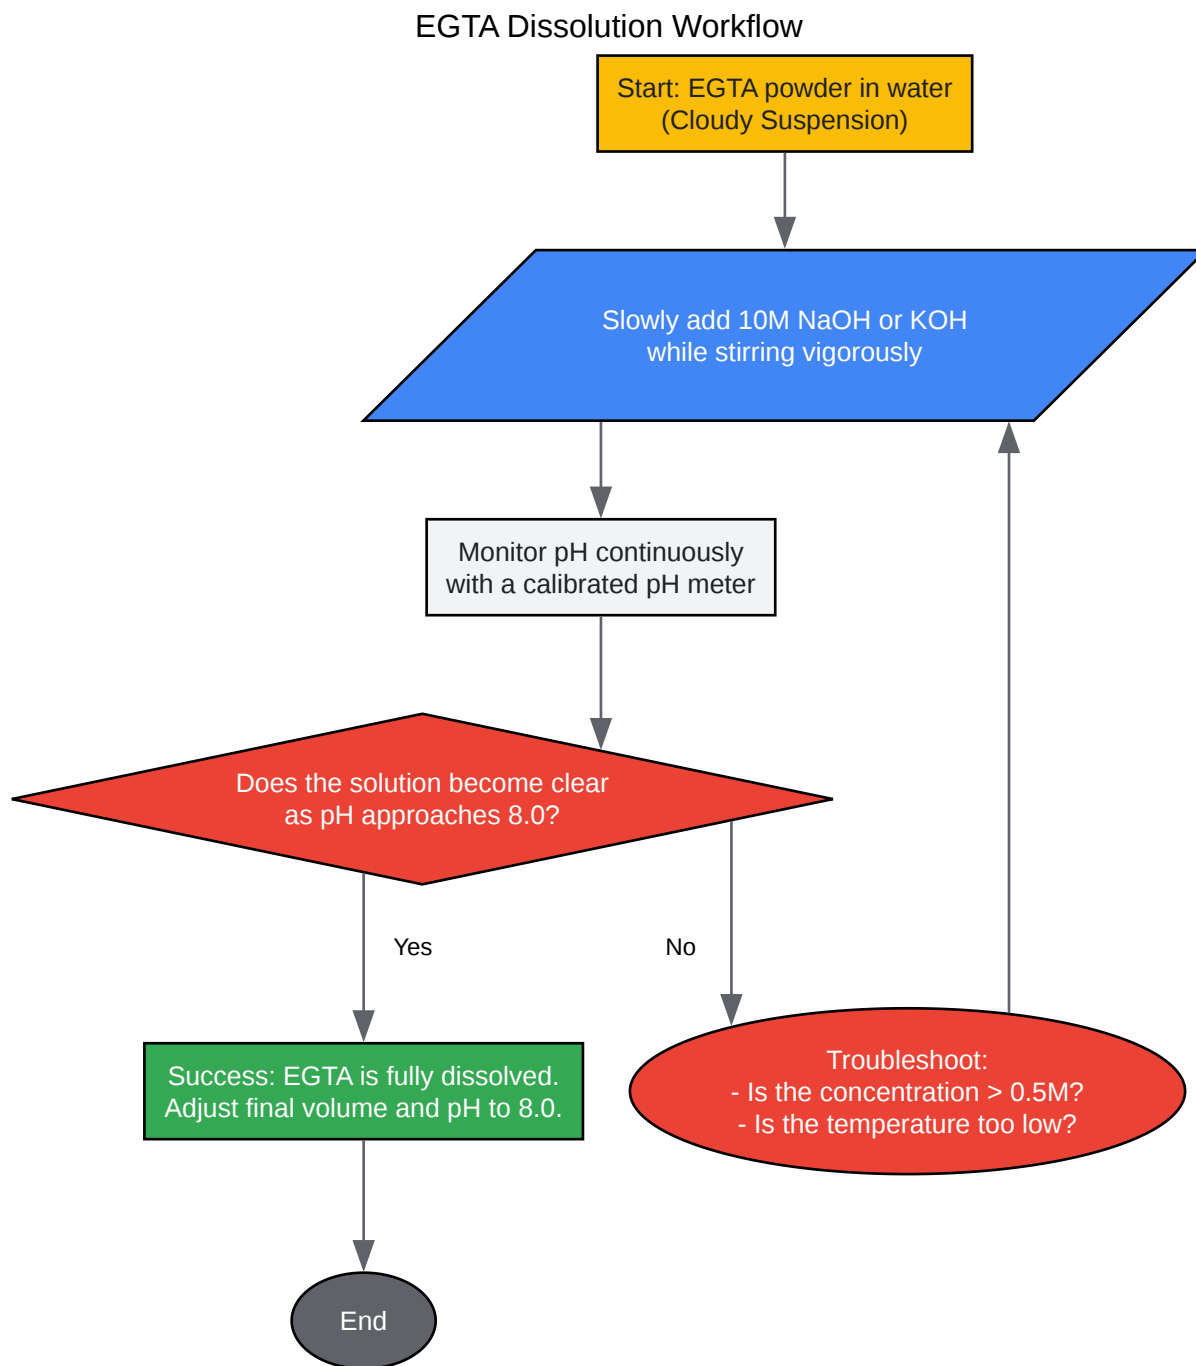 EGTA Dissolution Workflow
Start: EGTA powder in water
(Cloudy Suspension)
Slowly add 10M NaOH or KOH
while stirring vigorously
Monitor pH continuously
with a calibrated pH meter
Does the solution become clear
as pH approaches 8.0?
Yes
No
Success: EGTA is fully dissolved.
Adjust final volume and pH to 8.0.
Troubleshoot:
- Is the concentration > 0.5M?
- Is the temperature too low?
End